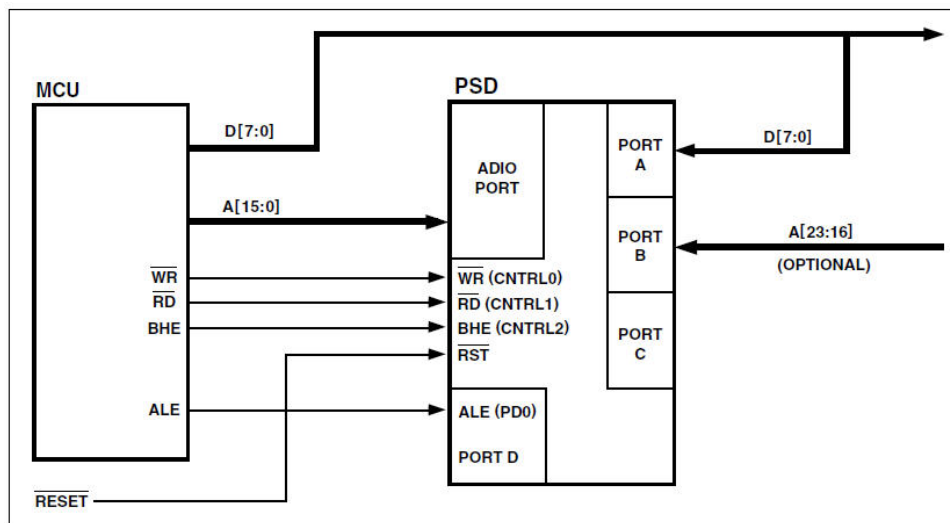 MCU
PSD
D[7:0]
A[15:0]
WR
RD
BHE
ALE
RESET
ADIO
PORT
WR (CNTRL0)
RD (CNTRL1)
BHE (CNTRL2)
RST
ALE (PD0)
PORT D
PORT
A
PORT
B
PORT
C
D[7:0]
A[23:16]
(OPTIONAL)